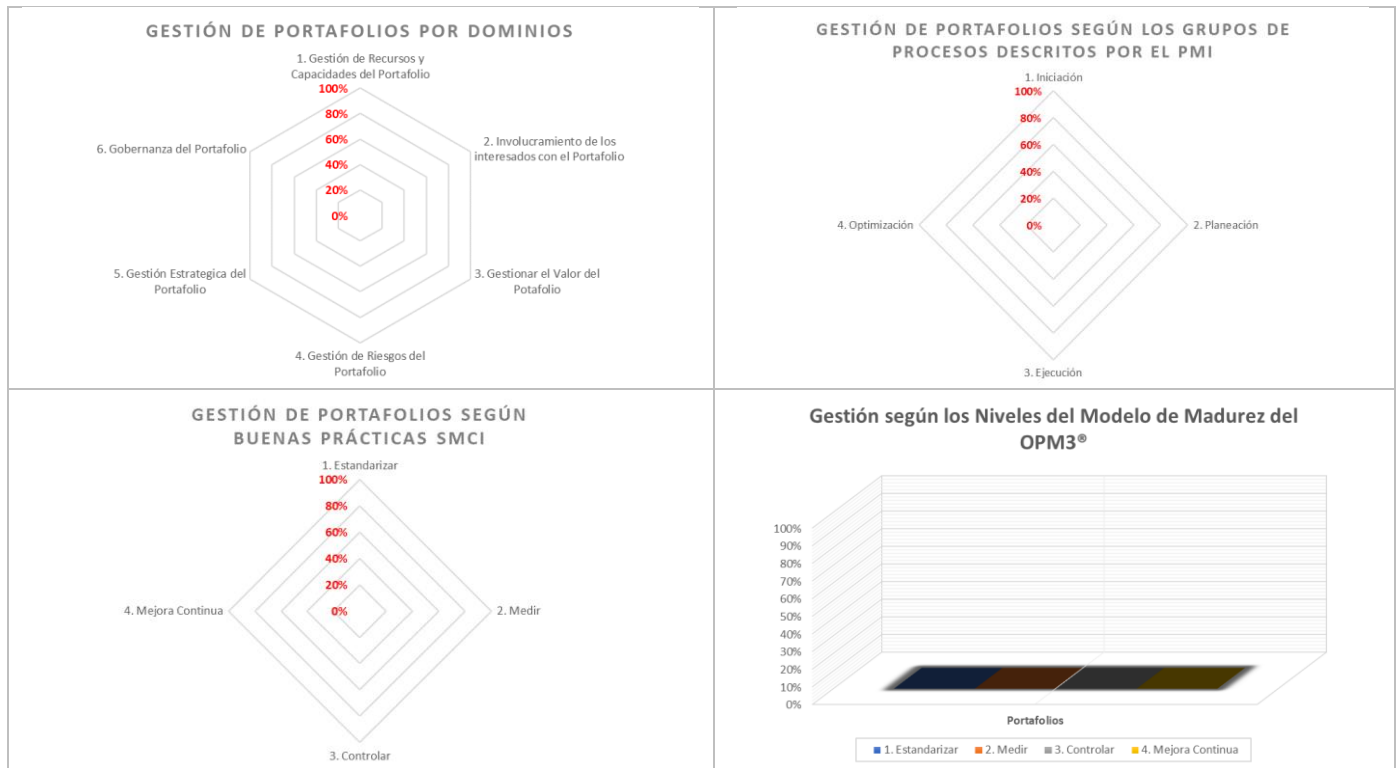 GESTIÓN DE PORTAFOLIOS POR DOMINIOS
1. Gestión de Recursos y
Capacidades del Portafolio
100%
80%
60%
40%
20%
0%
2. Involucramiento de los
interesados con el Portafolio
3. Gestionar el Valor del
Potafolio
4. Gestión de Riesgos del
Portafolio
5. Gestión Estrategica del
Portafolio
6. Gobernanza del Portafolio
GESTIÓN DE PORTAFOLIOS SEGÚN LOS GRUPOS DE
PROCESOS DESCRITOS POR EL PMI
1. Iniciación
100%
80%
60%
40%
20%
0%
2. Planeación
3. Ejecución
4. Optimización
GESTIÓN DE PORTAFOLIOS SEGÚN
BUENAS PRÁCTICAS SMCI
1. Estandarizar
100%
80%
60%
40%
20%
0%
2. Medir
3. Controlar
4. Mejora Continua
Gestión según los Niveles del Modelo de Madurez del
OPM3®
100%
90%
80%
70%
60%
50%
40%
30%
20%
10%
0%
Portafolios
1. Estandarizar 2. Medir 3. Controlar 4. Mejora Continua